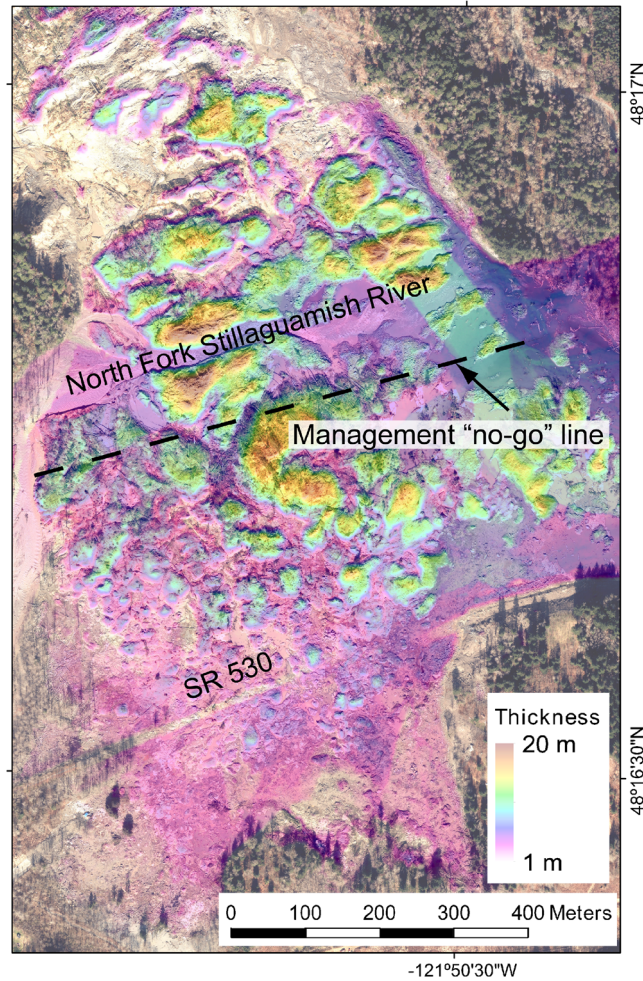 48°17'N
North Fork Stillaguamish River
Management “no-go” line
SR 530
Thickness
20 m
1 m
48°16'30"N
0 100 200 300 400 Meters
-121°50'30"W